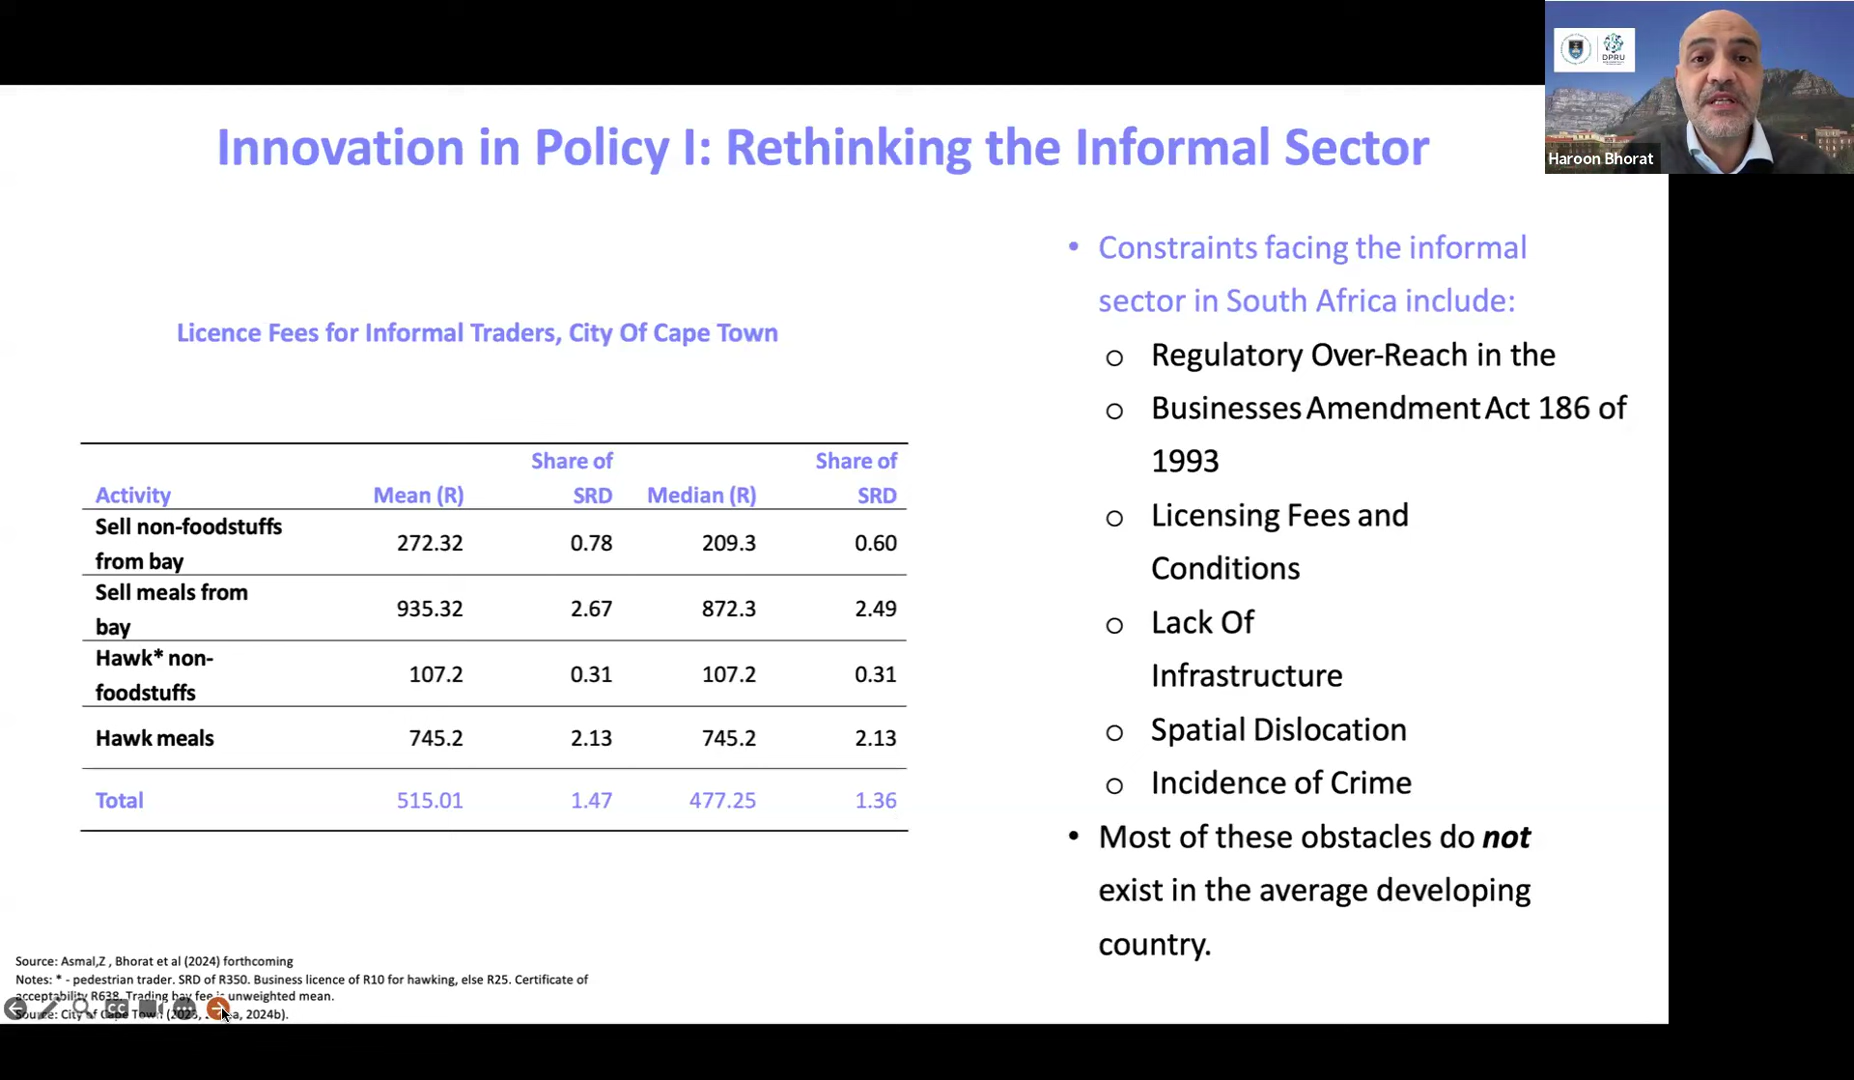 DPRU
Haroon Bhorat
Innovation in Policy I: Rethinking the Informal Sector
Licence Fees for Informal Traders, City Of Cape Town
Activity Mean (R) Share of SRD Median (R) Share of SRD
Sell non-foodstuffs from bay 272.32 0.78 209.3 0.60
Sell meals from bay 935.32 2.67 872.3 2.49
Hawk* non-foodstuffs 107.2 0.31 107.2 0.31
Hawk meals 745.2 2.13 745.2 2.13
Total 515.01 1.47 477.25 1.36
• Constraints facing the informal
sector in South Africa include:
o Regulatory Over-Reach in the
o Businesses Amendment Act 186 of
1993
o Licensing Fees and
Conditions
o Lack Of
Infrastructure
o Spatial Dislocation
o Incidence of Crime
• Most of these obstacles do not
exist in the average developing
country.
Source: Asmal,Z , Bhorat et al (2024) forthcoming
Notes: * - pedestrian trader. SRD of R350. Business licence of R10 for hawking, else R25. Certificate of
acceptability R638. Trading bay fee is unweighted mean.
Source: City of Cape Town (2023, 2024b).